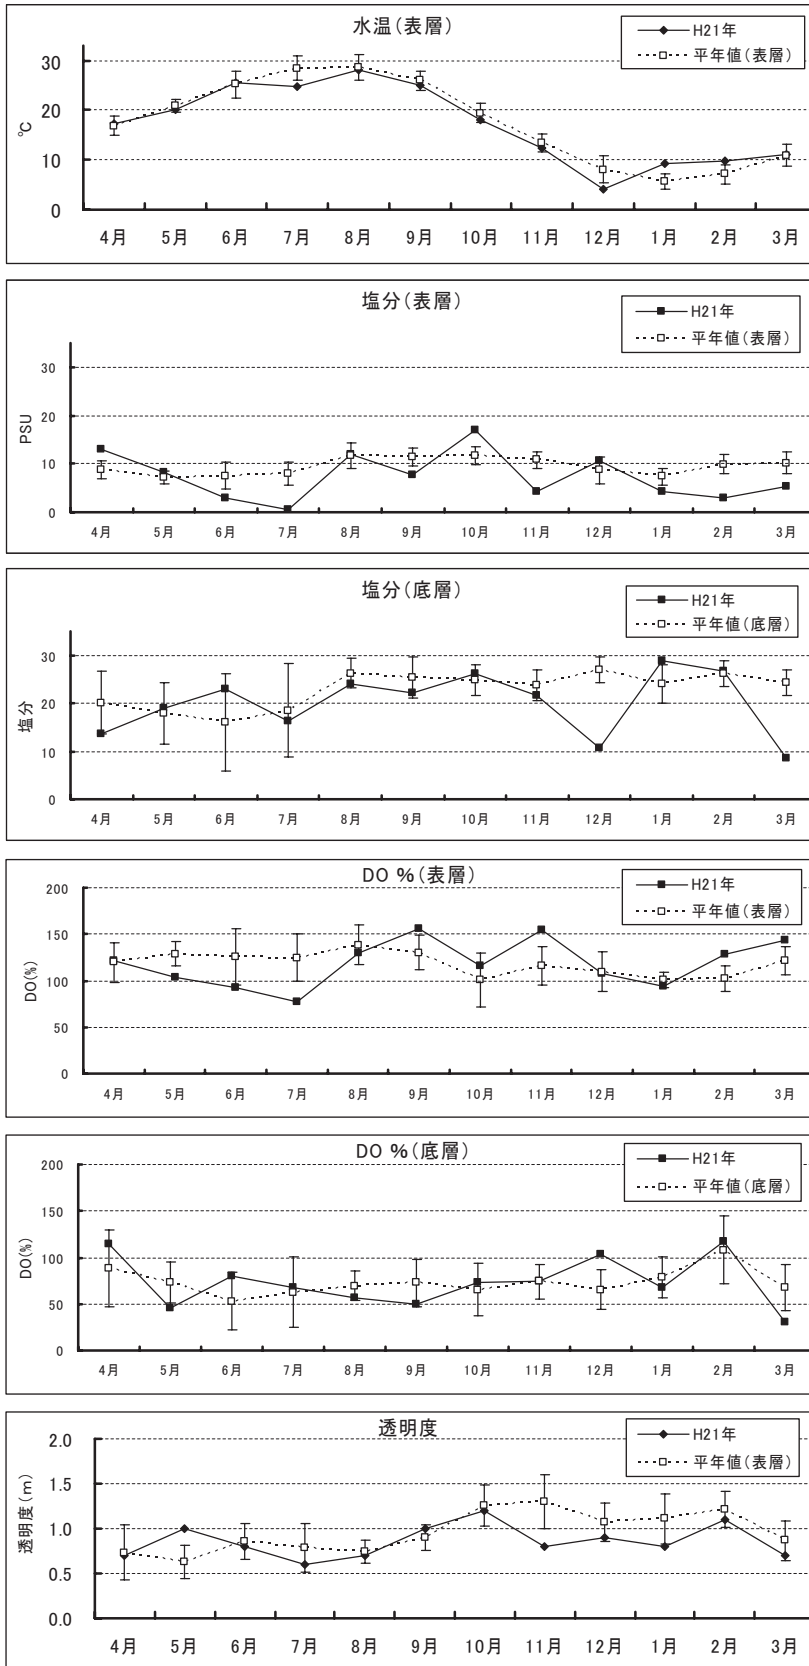 水温(表層)
H21年
平年値(表層)
℃
30
20
10
0
4月 5月 6月 7月 8月 9月 10月 11月 12月 1月 2月 3月
塩分(表層)
H21年
平年値(表層)
PSU
30
20
10
0
4月 5月 6月 7月 8月 9月 10月 11月 12月 1月 2月 3月
塩分(底層)
H21年
平年値(底層)
塩分
30
20
10
0
4月 5月 6月 7月 8月 9月 10月 11月 12月 1月 2月 3月
DO %(表層)
H21年
平年値(表層)
DO(%)
200
150
100
50
0
4月 5月 6月 7月 8月 9月 10月 11月 12月 1月 2月 3月
DO %(底層)
H21年
平年値(底層)
DO(%)
200
150
100
50
0
4月 5月 6月 7月 8月 9月 10月 11月 12月 1月 2月 3月
透明度
H21年
平年値(表層)
透明度(m)
2.0
1.5
1.0
0.5
0.0
4月 5月 6月 7月 8月 9月 10月 11月 12月 1月 2月 3月